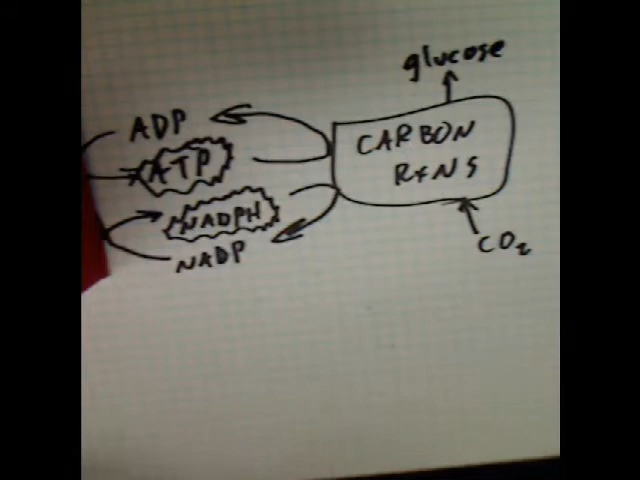 glucose
ADP
CARBON
RXNS
ATP
NADPH
NADP
CO₂